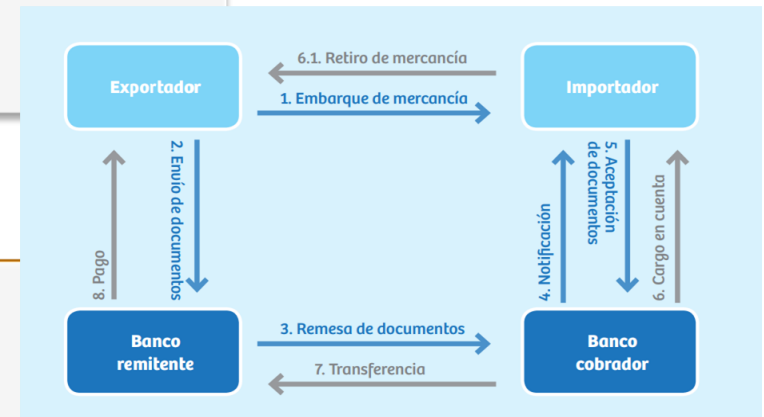 6.1. Retiro de mercancía
Exportador
Importador
1. Embarque de mercancía
2. Envío de documentos
5. Aceptación
de documentos
4. Notificación
6. Cargo en cuenta
8. Pago
3. Remesa de documentos
Banco
remitente
Banco
cobrador
7. Transferencia